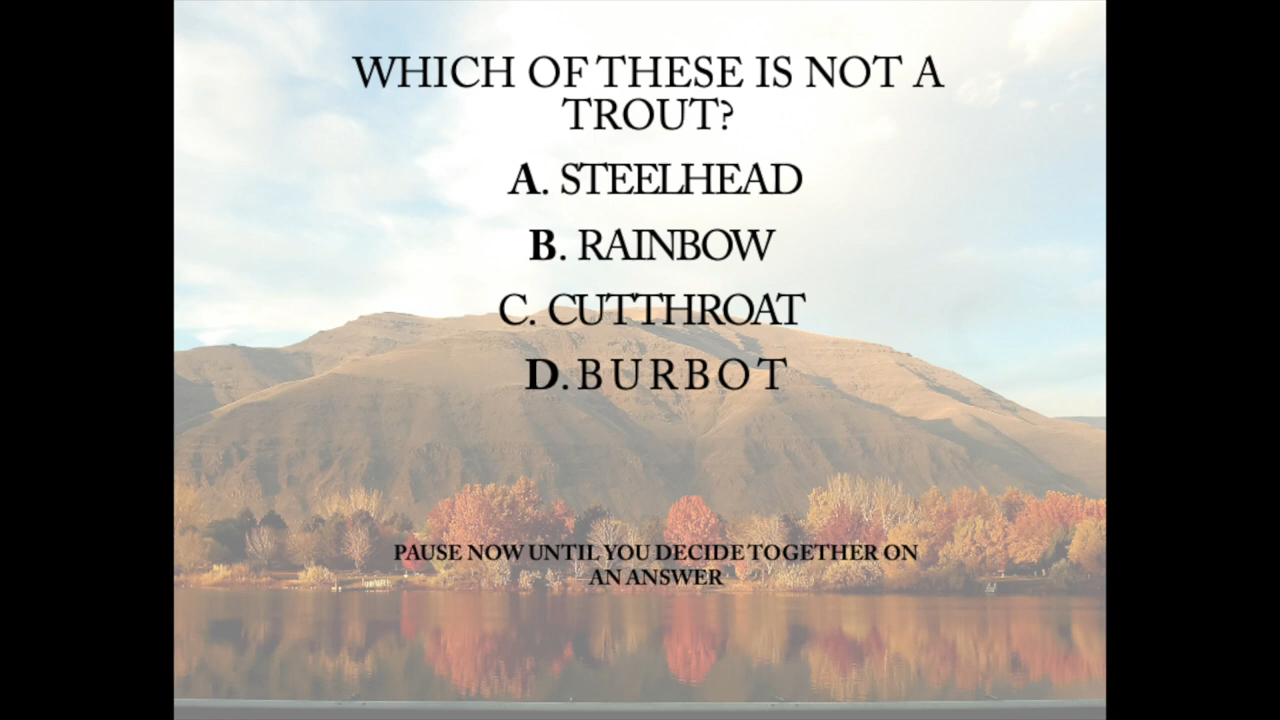 WHICH OF THESE IS NOT A
TROUT?
A. STEELHEAD
B. RAINBOW
C. CUTTHROAT
D. BURBOT
PAUSE NOW UNTIL YOU DECIDE TOGETHER ON
AN ANSWER